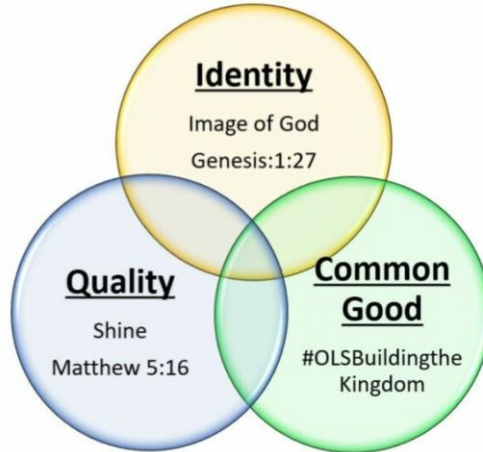 Identity
Image of God
Genesis:1:27
Quality
Shine
Matthew 5:16
Common
Good
#OLSBuildingthe
Kingdom